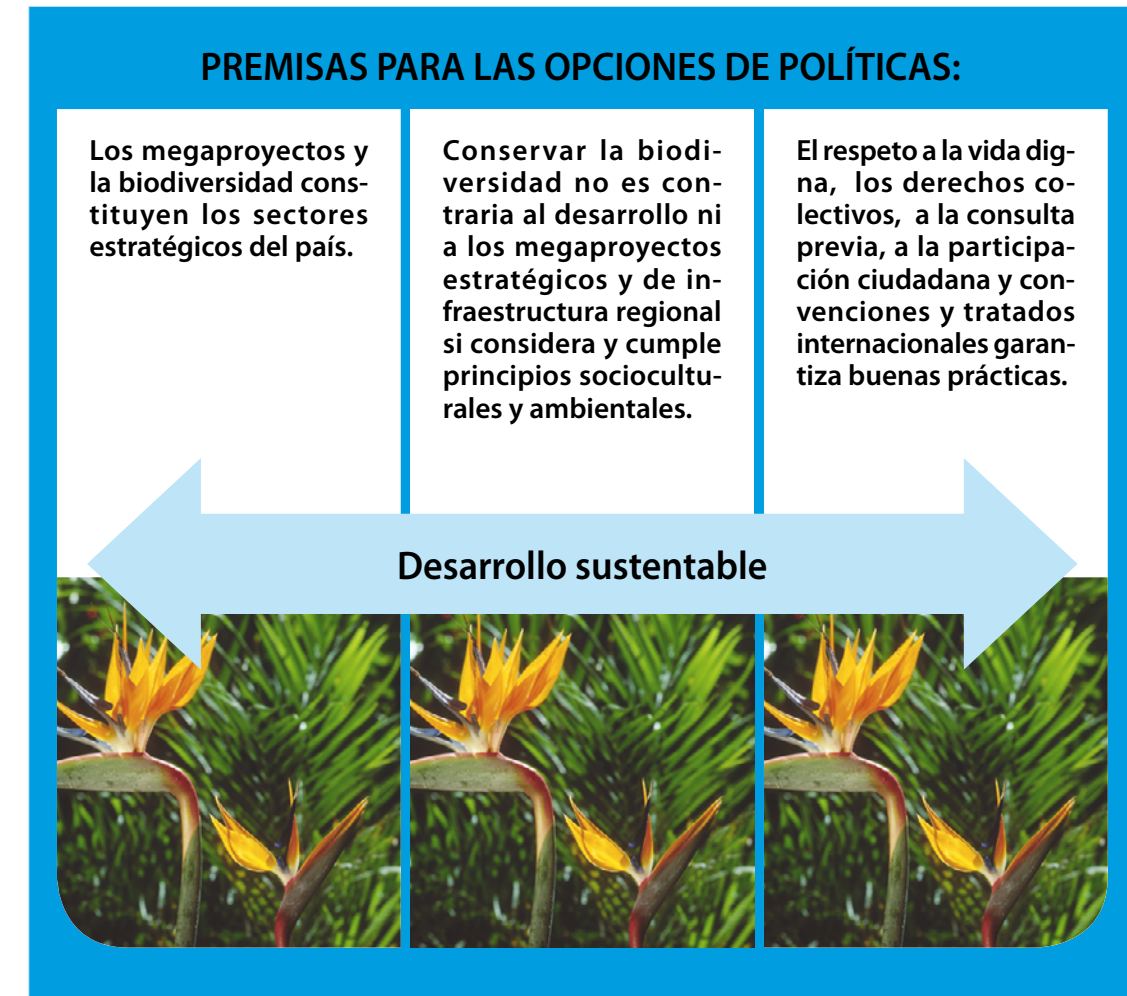 PREMISAS PARA LAS OPCIONES DE POLÍTICAS:
Los megaproyectos y
la biodiversidad cons-
tituyen los sectores
estratégicos del país.
Conservar la biodi-
versidad no es con-
traria al desarrollo ni
a los megaproyectos
estratégicos y de in-
fraestructura regional
si considera y cumple
principios sociocultu-
rales y ambientales.
El respeto a la vida dig-
na, los derechos co-
lectivos, a la consulta
previa, a la participa-
ción ciudadana y con-
venciones y tratados
internacionales garan-
tiza buenas prácticas.
Desarrollo sustentable